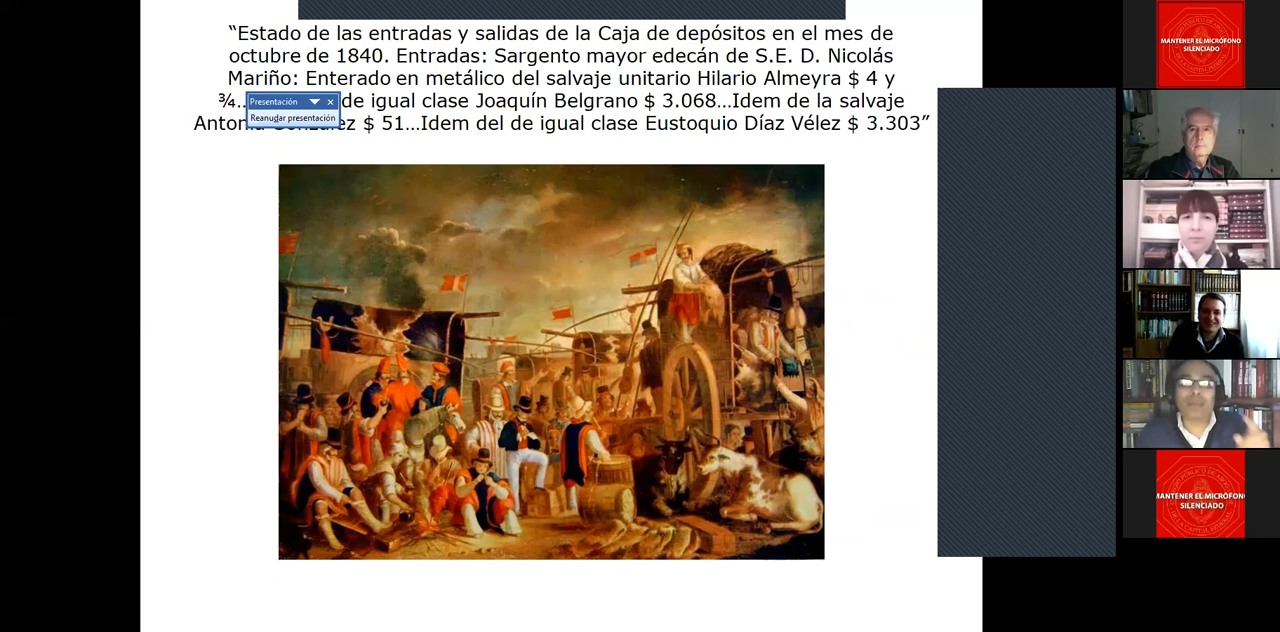 “Estado de las entradas y salidas de la Caja de depósitos en el mes de
octubre de 1840. Entradas: Sargento mayor edecán de S.E. D. Nicolás
Mariño: Enterado en metálico del salvaje unitario Hilario Almeyra $ 4 y
¾.. de igual clase Joaquín Belgrano $ 3.068…Idem de la salvaje
$ 51…Idem del de igual clase Eustoquio Díaz Vélez $ 3.303”
Presentación
Reanudar presentación
MANTENER EL MICRÓFONO
SILENCIADO
MANTENER EL MICRÓFONO
SILENCIADO